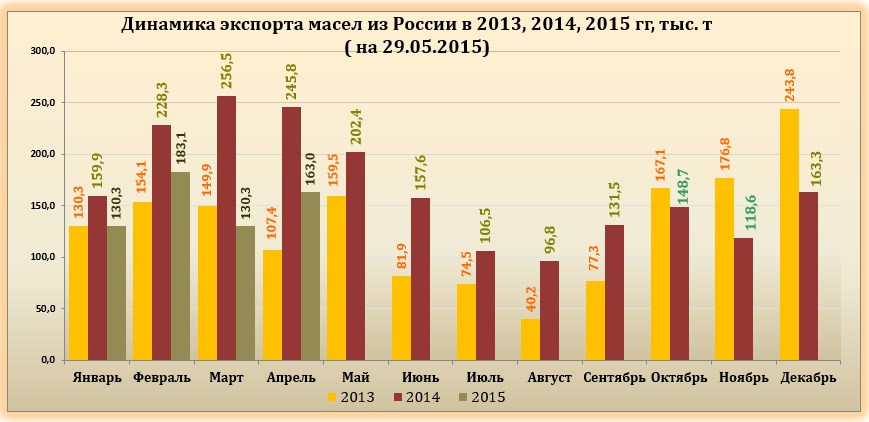 Динамика экспорта масел из России в 2013, 2014, 2015 гг, тыс. т
( на 29.05.2015)
300,0
250,0
200,0
150,0
100,0
50,0
0,0
130,3 159,9 130,3
154,1 228,3 183,1
149,9 256,5 130,3
107,4 245,8 163,0
159,5 202,4
81,9 157,6
74,5 106,5
40,2 96,8
77,3 131,5
167,1 148,7
176,8 118,6
243,8 163,3
Январь Февраль Март Апрель Май Июнь Июль Август Сентябрь Октябрь Ноябрь Декабрь
2013 2014 2015